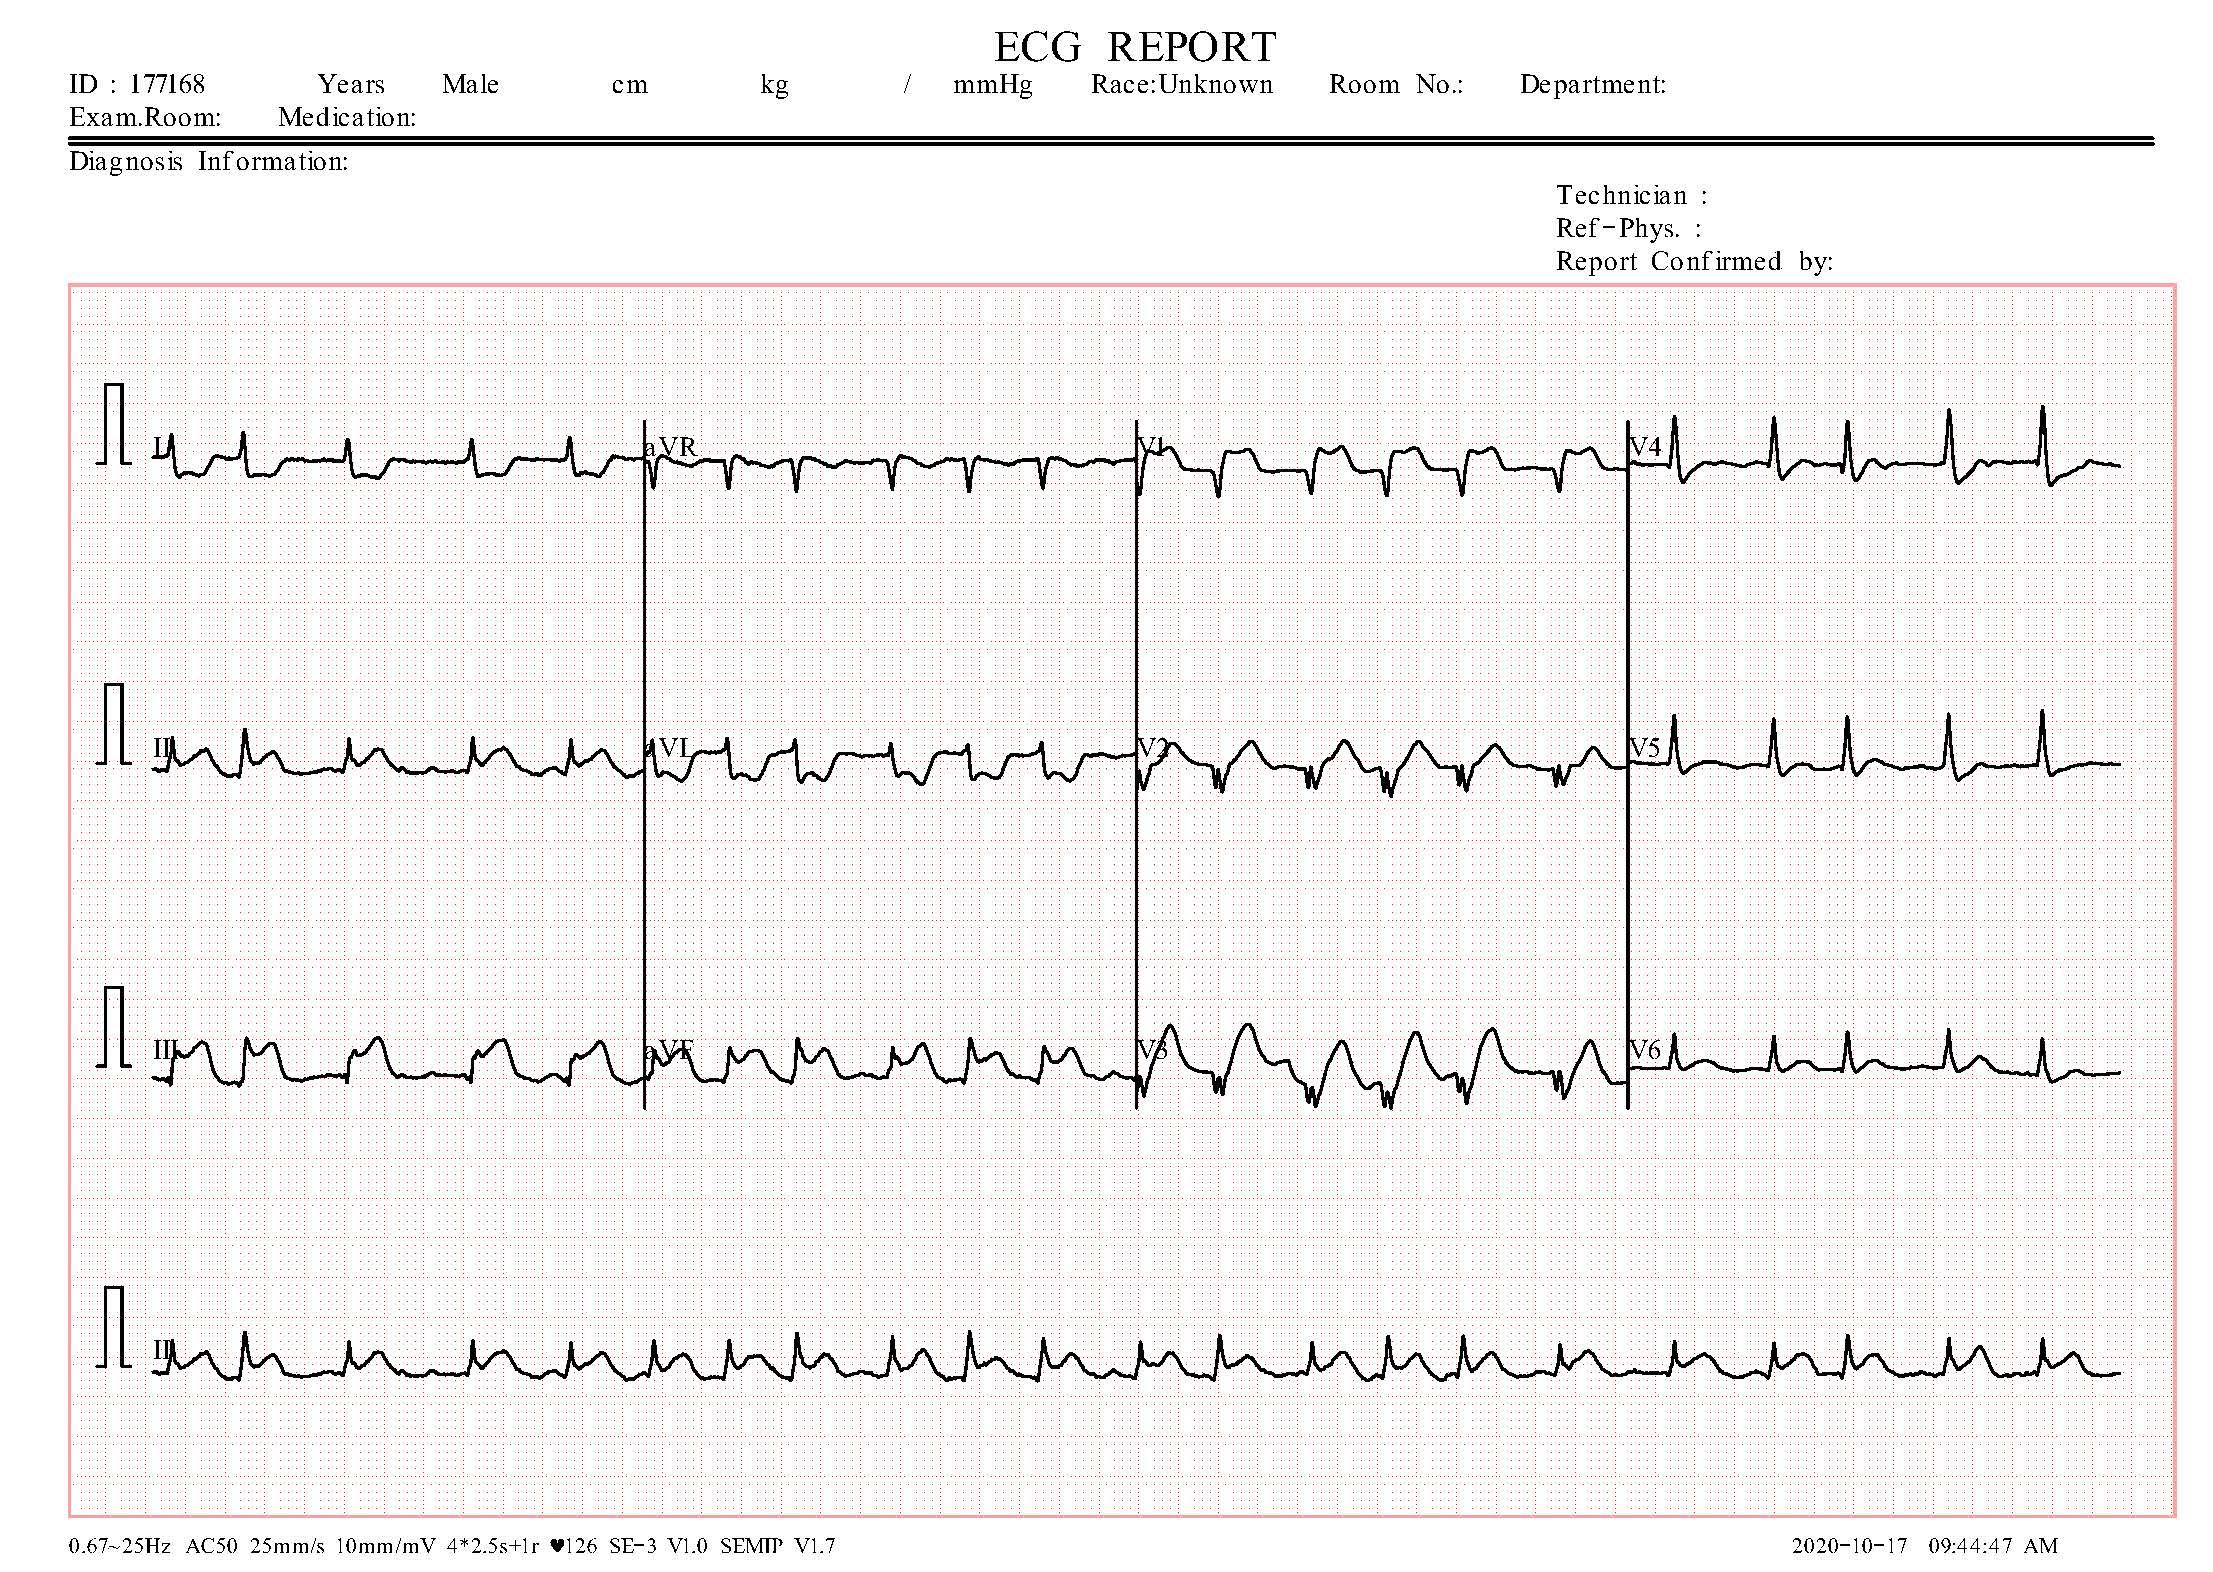 ECG REPORT
ID : 177168 Years Male cm kg / mmHg Race:Unknown Room No.: Department:
Exam.Room: Medication:
Diagnosis Information:
Technician :
Ref-Phys. :
Report Confirmed by:
I aVR V1 V4
II aVL V2 V5
III aVF V3 V6
II
0.67~25Hz AC50 25mm/s 10mm/mV 4*2.5s+1r ♥126 SE-3 V1.0 SEMIP V1.7
2020-10-17 09:44:47 AM